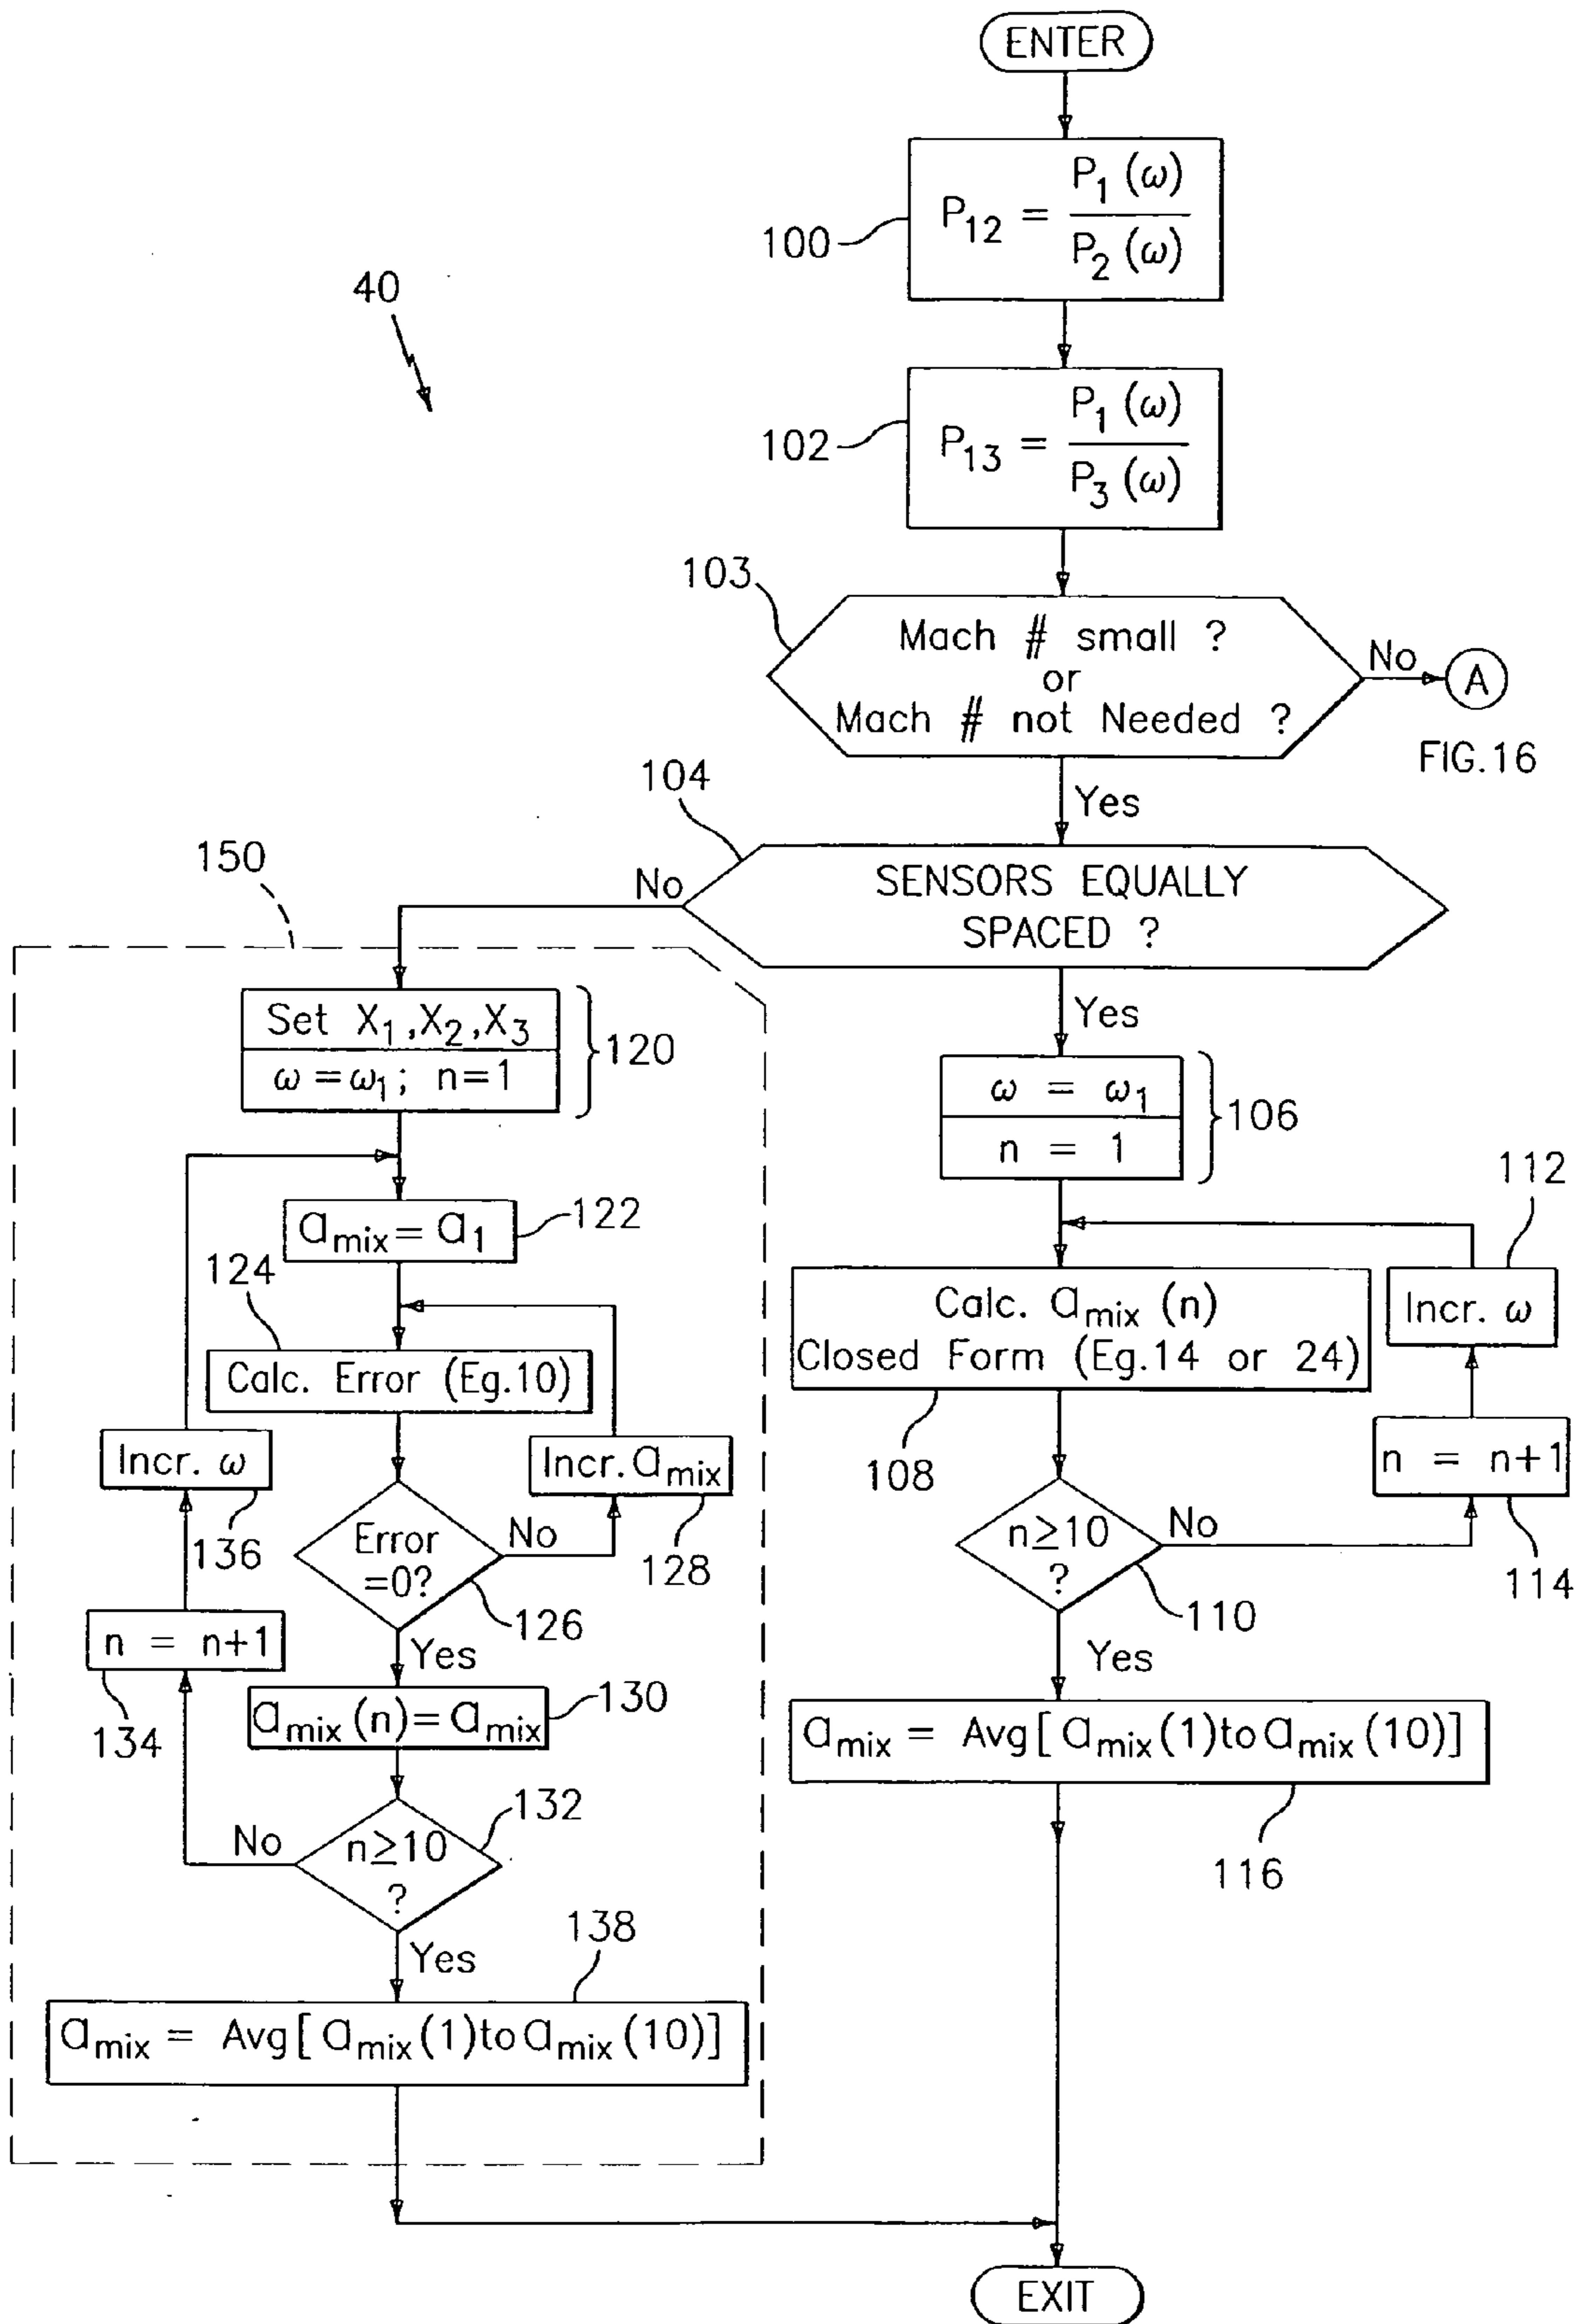 ENTER
P12 = P1 (ω) / P2 (ω)
100
40
P13 = P1 (ω) / P3 (ω)
102
103
Mach # small ?
or
Mach # not Needed ?
No
A
FIG.16
Yes
104
150
No
SENSORS EQUALLY
SPACED ?
Yes
Set X1,X2,X3
ω = ω1; n=1
120
ω = ω1
n = 1
106
112
amix = a1
122
124
Calc. amix (n)
Closed Form (Eg.14 or 24)
Incr. ω
Calc. Error (Eg.10)
Incr. ω
Incr. amix
108
n = n+1
136
Error
=0?
No
128
n≥10
?
No
114
126
110
n = n+1
Yes
Yes
134
amix (n) = amix
130
amix = Avg[ amix (1) to amix (10)]
132
No
n≥10
?
116
138
Yes
amix = Avg[ amix (1) to amix (10)]
EXIT